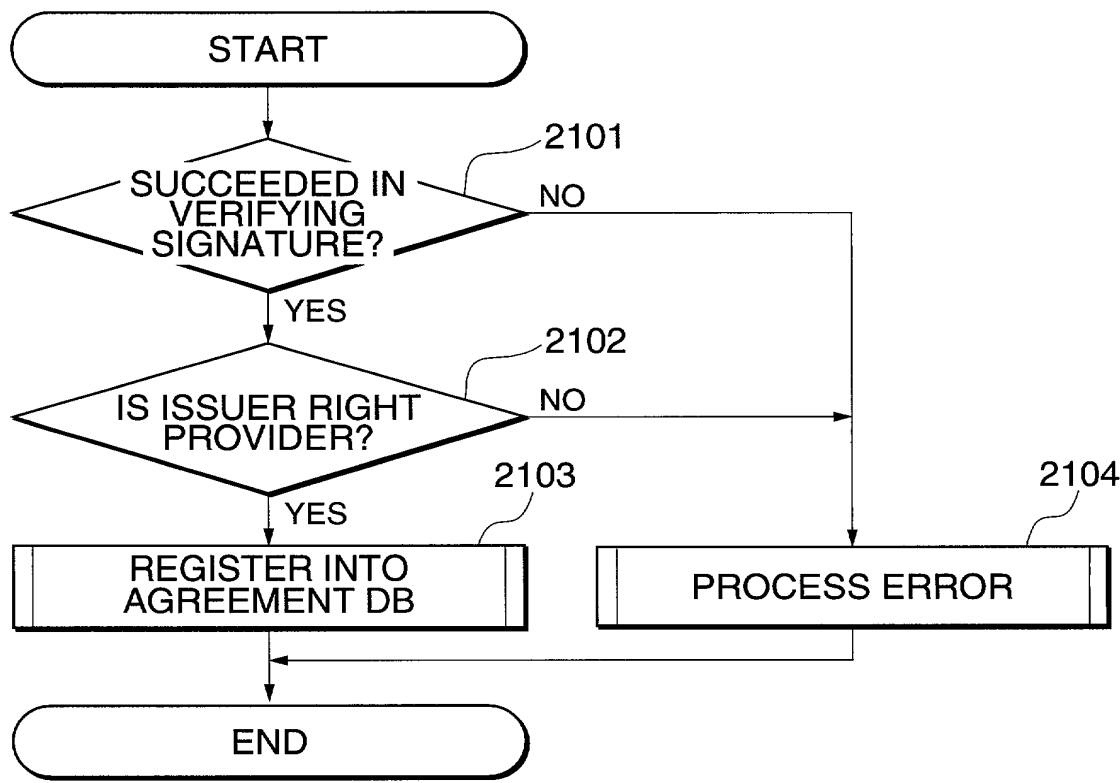 START
2101
SUCCEEDED IN
VERIFYING
SIGNATURE?
NO
YES
2102
IS ISSUER RIGHT
PROVIDER?
NO
YES
2103
REGISTER INTO
AGREEMENT DB
2104
PROCESS ERROR
END